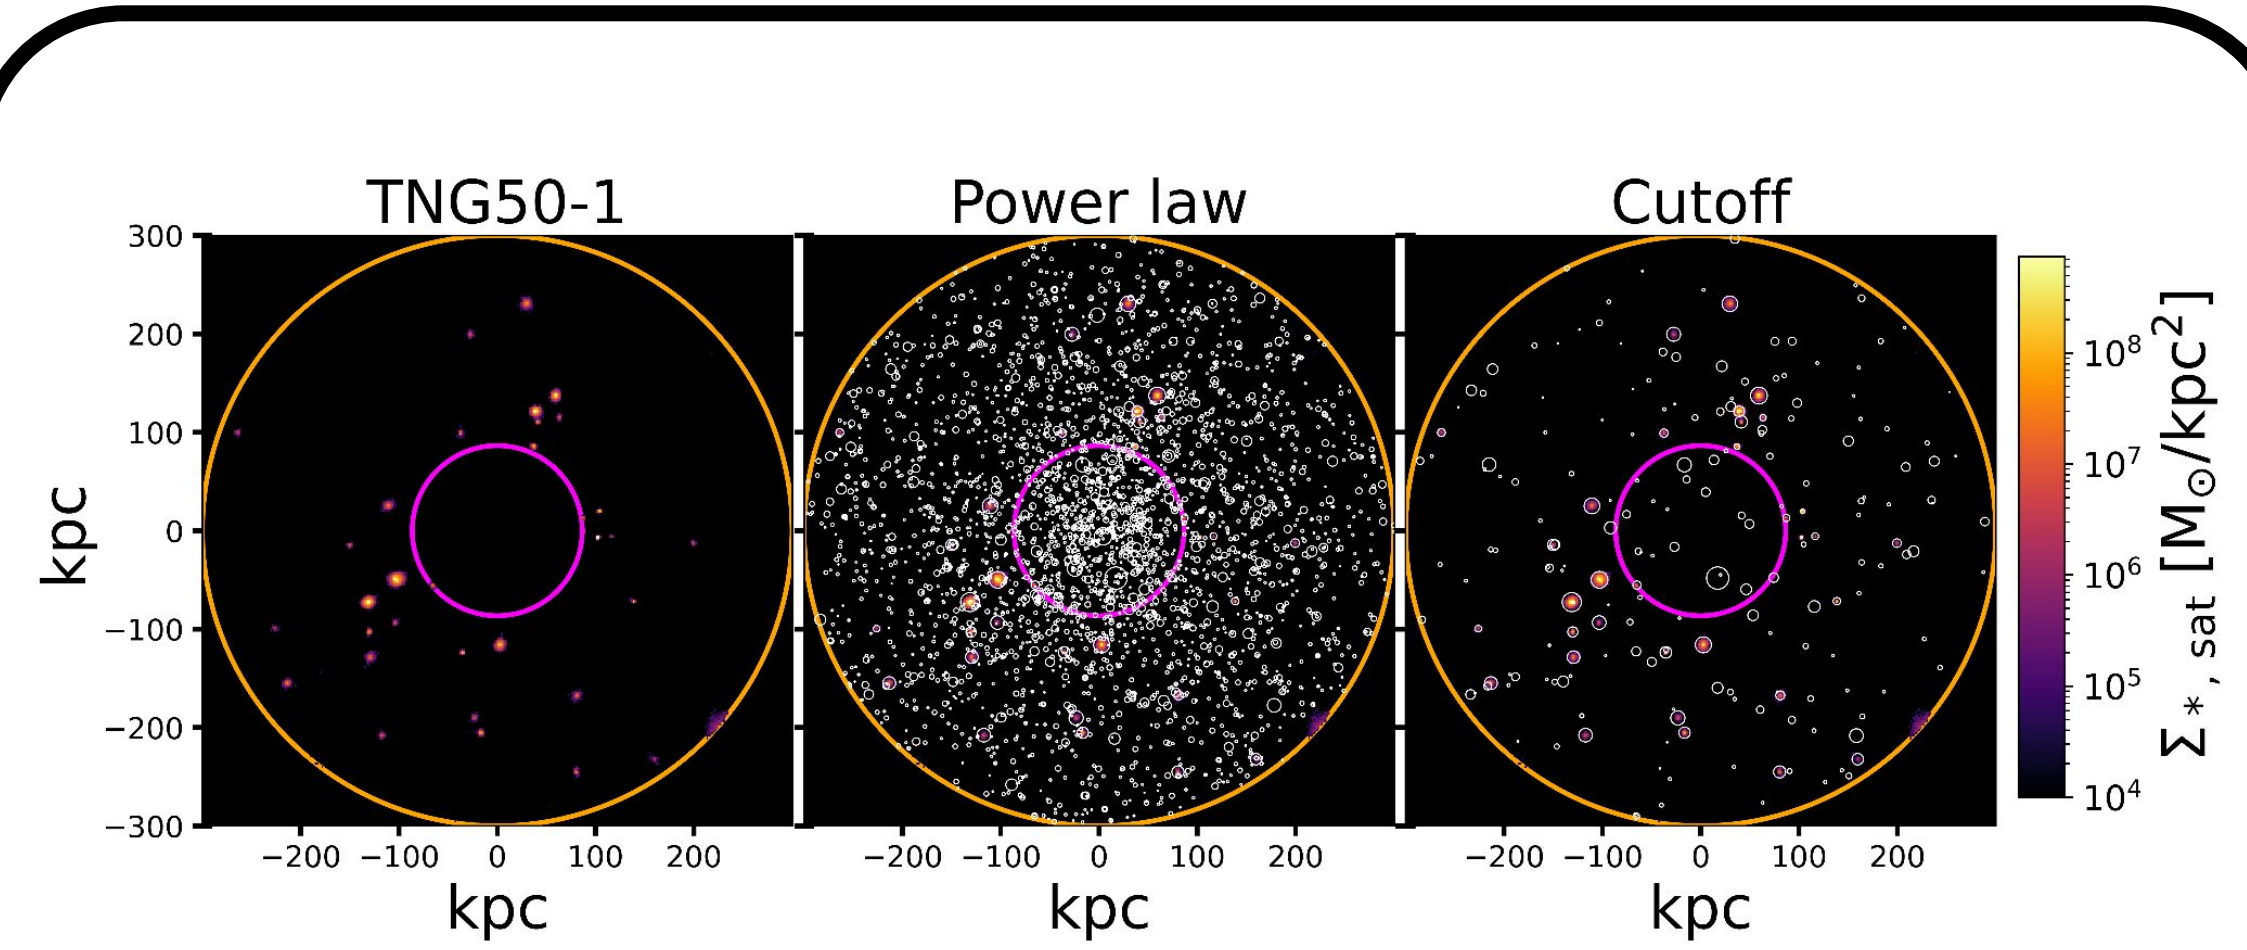 TNG50-1
Power law
Cutoff
300
200
100
0
−100
−200
−300
kpc
−200 −100 0 100 200
−200 −100 0 100 200
−200 −100 0 100 200
kpc
kpc
kpc
10⁸
10⁷
10⁶
10⁵
10⁴
Σ∗, sat [M⊙/kpc²]